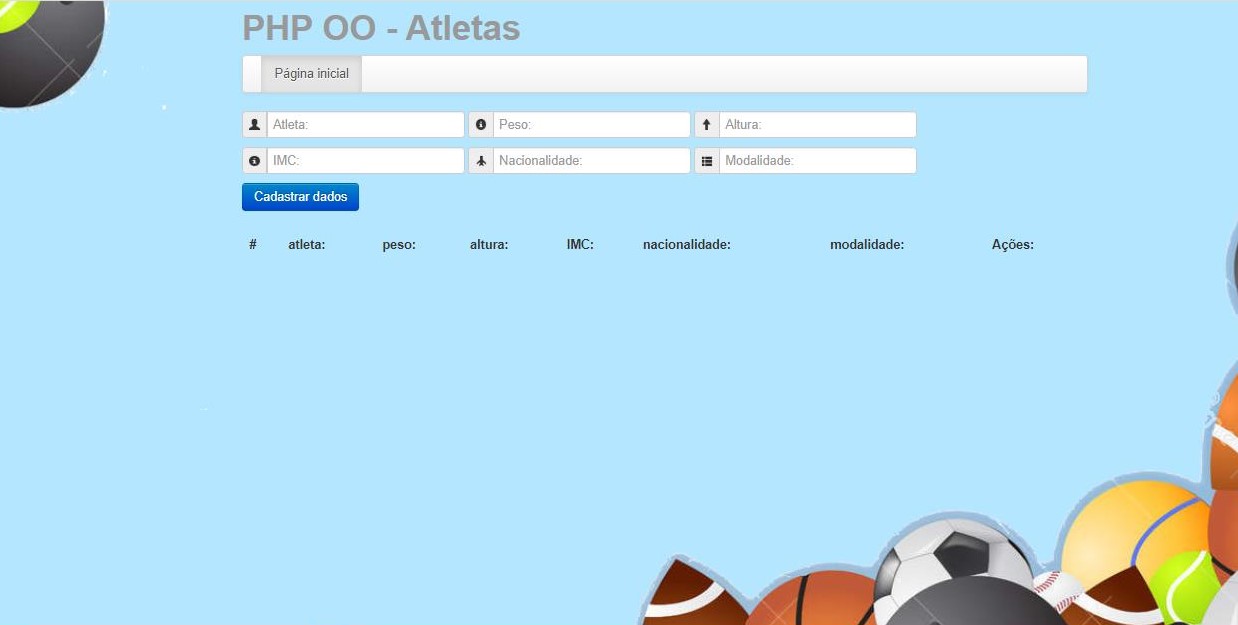 PHP OO - Atletas
Página inicial
Atleta: Peso: Altura:
IMC: Nacionalidade: Modalidade:
Cadastrar dados
# atleta: peso: altura: IMC: nacionalidade: modalidade: Ações: